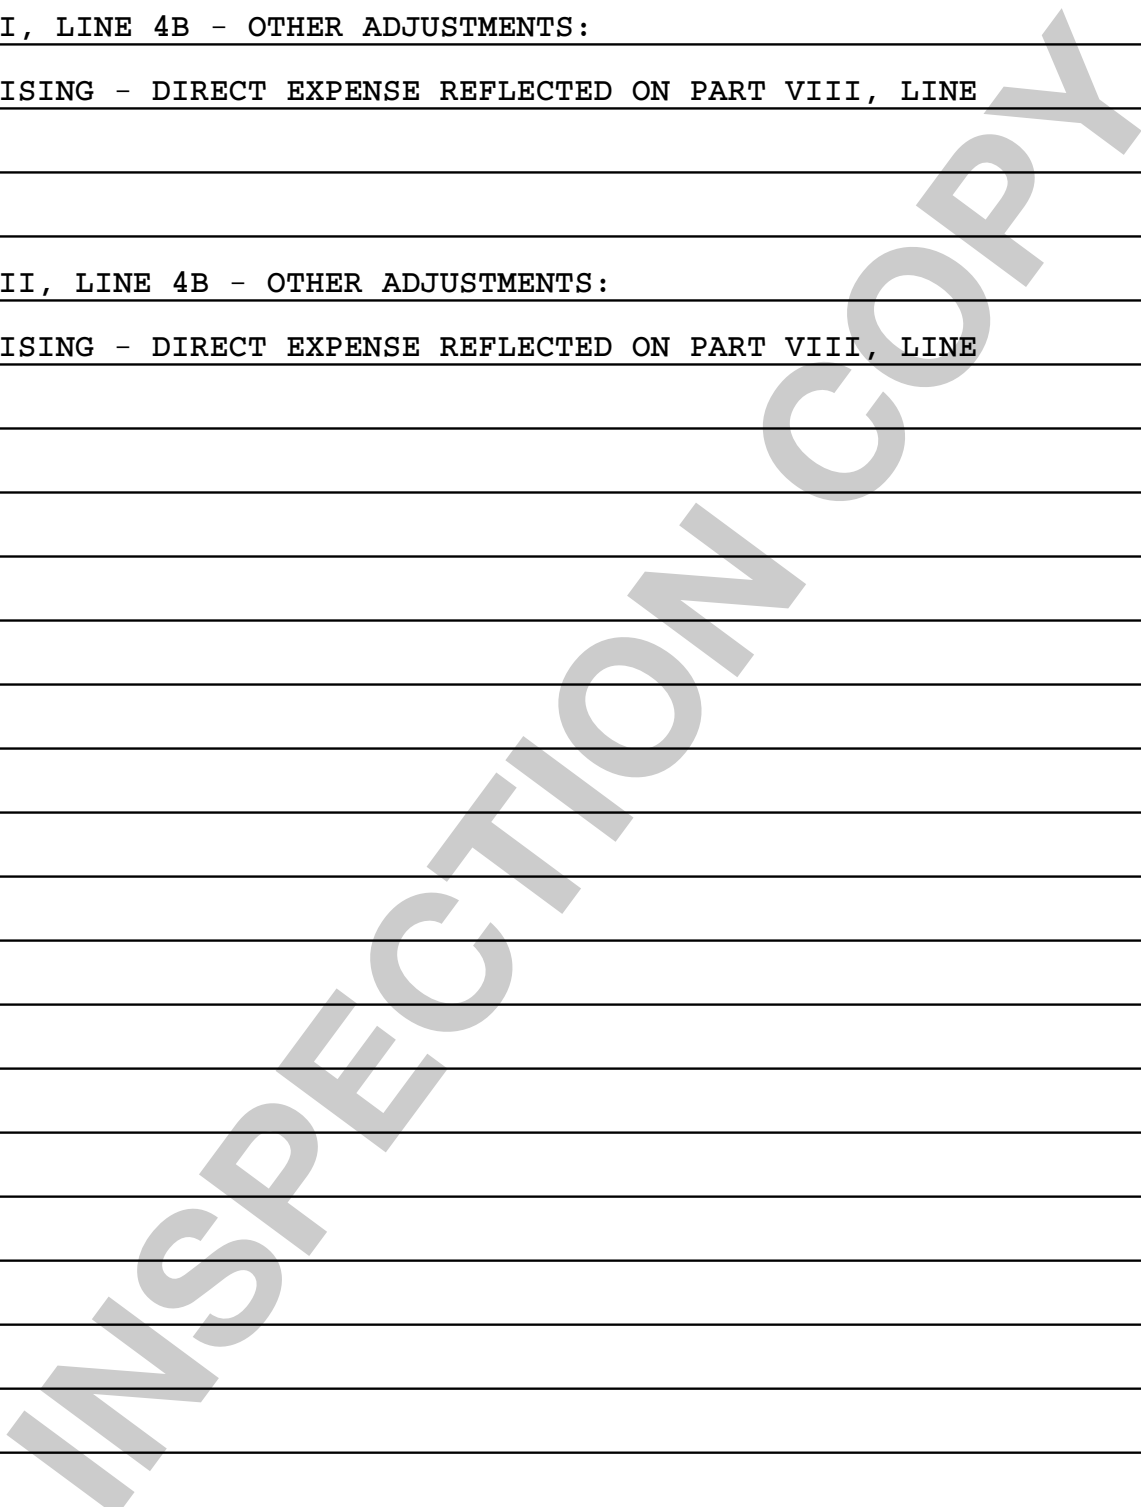 I, LINE 4B - OTHER ADJUSTMENTS:
ISING - DIRECT EXPENSE REFLECTED ON PART VIII, LINE
II, LINE 4B - OTHER ADJUSTMENTS:
ISING - DIRECT EXPENSE REFLECTED ON PART VIII, LINE
INSPECTION COPY